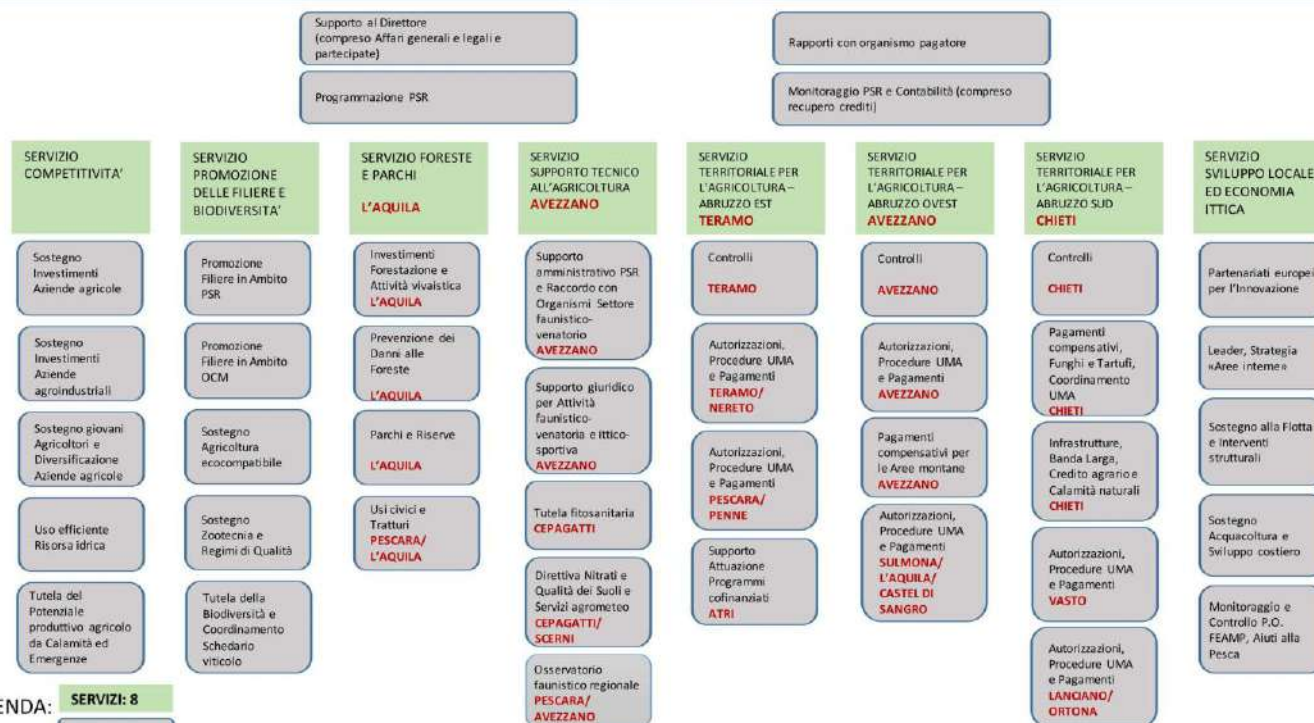 Supporto al Direttore
(compreso Affari generali e legali e
partecipate)
Rapporti con organismo pagatore
Programmazione PSR
Monitoraggio PSR e Contabilità (compreso
recupero crediti)
SERVIZIO
COMPETITIVITA'
Sostegno
Investimenti
Aziende agricole
Sostegno
Investimenti
Aziende
agroindustriali
Sostegno giovani
Agricoltori e
Diversificazione
Aziende agricole
Uso efficiente
Risorsa idrica
Tutela del
Potenziale
produttivo agricolo
da Calamità ed
Emergenze
SERVIZIO
PROMOZIONE
DELLE FILIERE E
BIODIVERSITA'
Promozione
Filiere in Ambito
PSR
Promozione
Filiere in Ambito
OCM
Sostegno
Agricoltura
ecocompatibile
Sostegno
Zootecnia e
Regimi di Qualità
Tutela della
Biodiversità e
Coordinamento
Schedario
viticolo
SERVIZIO FORESTE
E PARCHI
L'AQUILA
Investimenti
Forestazione e
Attività vivaistica
L'AQUILA
Prevenzione dei
Danni alle
Foreste
L'AQUILA
Parchi e Riserve
L'AQUILA
Usi civici e
Tratturi
PESCARA/
L'AQUILA
SERVIZIO
SUPPORTO TECNICO
ALL'AGRICOLTURA
AVEZZANO
Supporto
amministrativo PSR
e Raccordo con
Organismi Settore
faunistico-
venatorio
AVEZZANO
Supporto giuridico
per Attività
faunistico-
venatoria e ittico-
sportiva
AVEZZANO
Tutela fitosanitaria
CEPAGATTI
Direttiva Nitrati e
Qualità dei Suoli e
Servizi agrometeo
CEPAGATTI/
SCERNI
Osservatorio
faunistico regionale
PESCARA/
AVEZZANO
SERVIZIO
TERRITORIALE PER
L'AGRICOLTURA –
ABRUZZO EST
TERAMO
Controlli
TERAMO
Autorizzazioni,
Procedure UMA
e Pagamenti
TERAMO/
NERETO
Autorizzazioni,
Procedure UMA
e Pagamenti
PESCARA/
PENNE
Supporto
Attuazione
Programmi
cofinanziati
ATRI
SERVIZIO
TERRITORIALE PER
L'AGRICOLTURA –
ABRUZZO OVEST
AVEZZANO
Controlli
AVEZZANO
Autorizzazioni,
Procedure UMA
e Pagamenti
AVEZZANO
Pagamenti
compensativi per
le Aree montane
AVEZZANO
Autorizzazioni,
Procedure UMA
e Pagamenti
SULMONA/
L'AQUILA/
CASTEL DI
SANGRO
SERVIZIO
TERRITORIALE PER
L'AGRICOLTURA –
ABRUZZO SUD
CHIETI
Controlli
CHIETI
Pagamenti
compensativi,
Funghi e Tartufi,
Coordinamento
UMA
CHIETI
Infrastrutture,
Banda Larga,
Credito agrario e
Calamità naturali
CHIETI
Autorizzazioni,
Procedure UMA
e Pagamenti
VASTO
Autorizzazioni,
Procedure UMA
e Pagamenti
LANCIANO/
ORTONA
SERVIZIO
SVILUPPO LOCALE
ED ECONOMIA
ITTICA
Partenariati europei
per l'Innovazione
Leader, Strategia
«Aree interne»
Sostegno alla Flotta
e Interventi
strutturali
Sostegno
Acquacoltura e
Sviluppo costiero
Monitoraggio e
Controllo P.O.
FEAMP, Aiuti alla
Pesca
ENDA: SERVIZI: 8